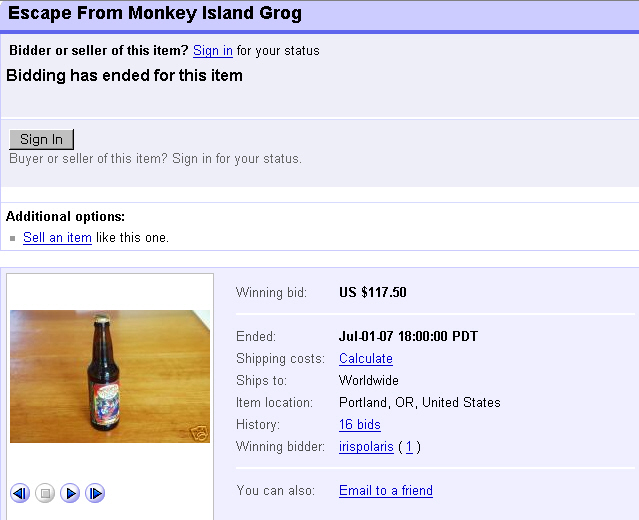 Escape From Monkey Island Grog
Bidder or seller of this item? Sign in for your status
Bidding has ended for this item
Sign In
Buyer or seller of this item? Sign in for your status.
Additional options:
Sell an item like this one.
Winning bid: US $117.50
Ended: Jul-01-07 18:00:00 PDT
Shipping costs: Calculate
Ships to: Worldwide
Item location: Portland, OR, United States
History: 16 bids
Winning bidder: irispolaris ( 1 )
You can also: Email to a friend